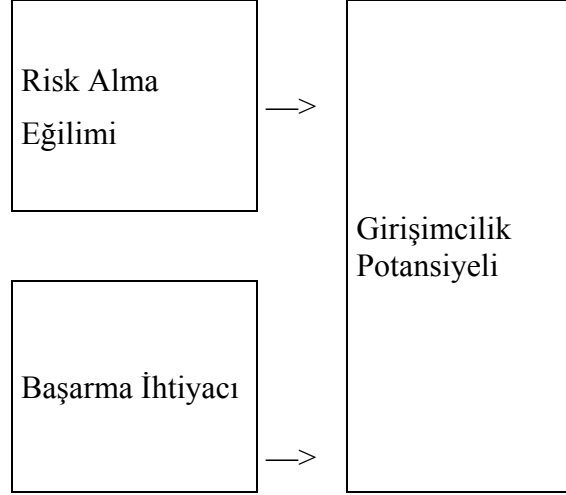 Risk Alma
Eğilimi
—>
Girişimcilik
Potansiyeli
Başarma İhtiyacı
—>